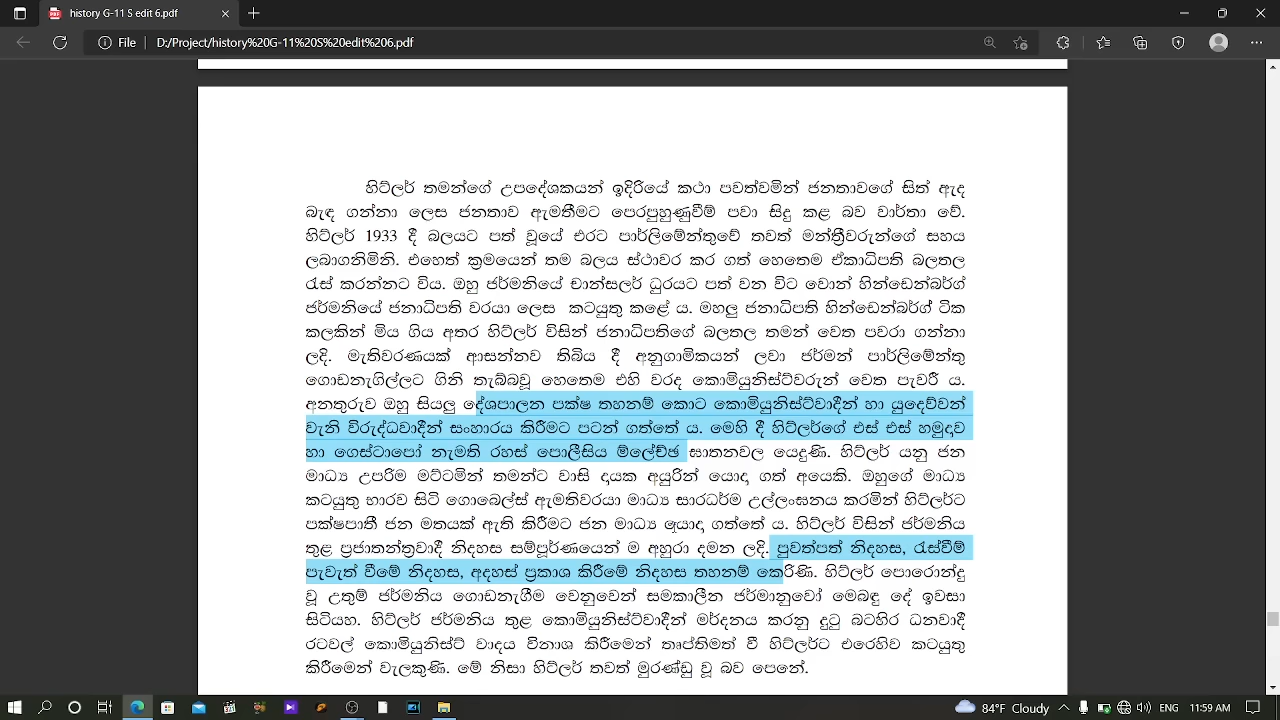 history G-11 S edit 6.pdf
File D:/Project/history%20G-11%20S%20edit%206.pdf
හිට්ලර් තමන්ගේ උපදේශකයන් ඉදිරියේ කථා පවත්වමින් ජනතාවගේ සිත් ඇද
බැඳ ගන්නා ලෙස ජනතාව ඇමතීමට පෙරපුහුණුවීම් පවා සිදු කළ බව වාර්තා වේ.
හිට්ලර් 1933 දී බලයට පත් වූයේ එරට පාර්ලිමේන්තුවේ තවත් මන්ත්‍රීවරුන්ගේ සහය
ලබාගනිමිනි. එහෙත් ක්‍රමයෙන් තම බලය ස්ථාවර කර ගත් හෙතෙම ඒකාධිපති බලතල
රැස් කරන්නට විය. ඔහු ජර්මනියේ චාන්සලර් ධුරයට පත් වන විට වොන් හින්ඩෙන්බර්ග්
ජර්මනියේ ජනාධිපති වරයා ලෙස කටයුතු කළේ ය. මහලු ජනාධිපති හින්ඩෙන්බර්ග් ටික
කලකින් මිය ගිය අතර හිට්ලර් විසින් ජනාධිපතිගේ බලතල තමන් වෙත පවරා ගන්නා
ලදි. මැතිවරණයක් ආසන්නව තිබිය දී අනුගාමිකයන් ලවා ජර්මන් පාර්ලිමේන්තු
ගොඩනැගිල්ලට ගිනි තැබ්බවූ හෙතෙම එහි වරද කොමියුනිස්ට්වරුන් වෙත පැවරී ය.
අනතුරුව ඔහු සියලු දේශපාලන පක්ෂ තහනම් කොට කොමියුනිස්ට්වාදීන් හා යුදෙව්වන්
වැනි විරුද්ධවාදීන් සංහාරය කිරීමට පටන් ගත්තේ ය. මෙහි දී හිට්ලර්ගේ එස් එස් හමුදාව
හා ගෙස්ටාපෝ නැමති රහස් පොලීසිය ම්ලේච්ඡ ඝාතනවල යෙදුණි. හිට්ලර් යනු ජන
මාධ්‍ය උපරිම මට්ටමින් තමන්ට වාසි දායක අයුරින් යොදා ගත් අයෙකි. ඔහුගේ මාධ්‍ය
කටයුතු භාරව සිටි ගොබෙල්ස් ඇමතිවරයා මාධ්‍ය සාරධර්ම උල්ලංඝනය කරමින් හිට්ලර්ට
පක්ෂපාතී ජන මතයක් ඇති කිරීමට ජන මාධ්‍ය යොදා ගත්තේ ය. හිට්ලර් විසින් ජර්මනිය
තුළ ප්‍රජාතන්ත්‍රවාදී නිදහස සම්පූර්ණයෙන් ම අහුරා දමන ලදි. පුවත්පත් නිදහස, රැස්වීම්
පැවැත් වීමේ නිදහස, අදහස් ප්‍රකාශ කිරීමේ නිදහස තහනම් කෙරිණි. හිට්ලර් පොරොන්දු
වූ උතුම් ජර්මනිය ගොඩනැගීම වෙනුවෙන් සමකාලීන ජර්මානුවෝ මෙබඳු දේ ඉවසා
සිටියහ. හිට්ලර් ජර්මනිය තුළ කොමියුනිස්ට්වාදීන් මර්දනය කරනු දුටු බටහිර ධනවාදී
රටවල් කොමියුනිස්ට් වාදය විනාශ කිරීමෙන් තෘප්තිමත් වී හිට්ලර්ට එරෙහිව කටයුතු
කිරීමෙන් වැලකුණි. මේ නිසා හිට්ලර් තවත් මුරණ්ඩු වූ බව පෙනේ.
84°F Cloudy ENG 11:59 AM